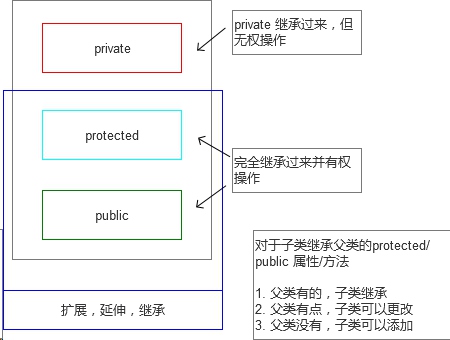 private
private 继承过来，但
无权操作
protected
完全继承过来并有权
操作
public
对于子类继承父类的protected/
public 属性/方法
1. 父类有的，子类继承
2. 父类有点，子类可以更改
3. 父类没有，子类可以添加
扩展，延伸，继承